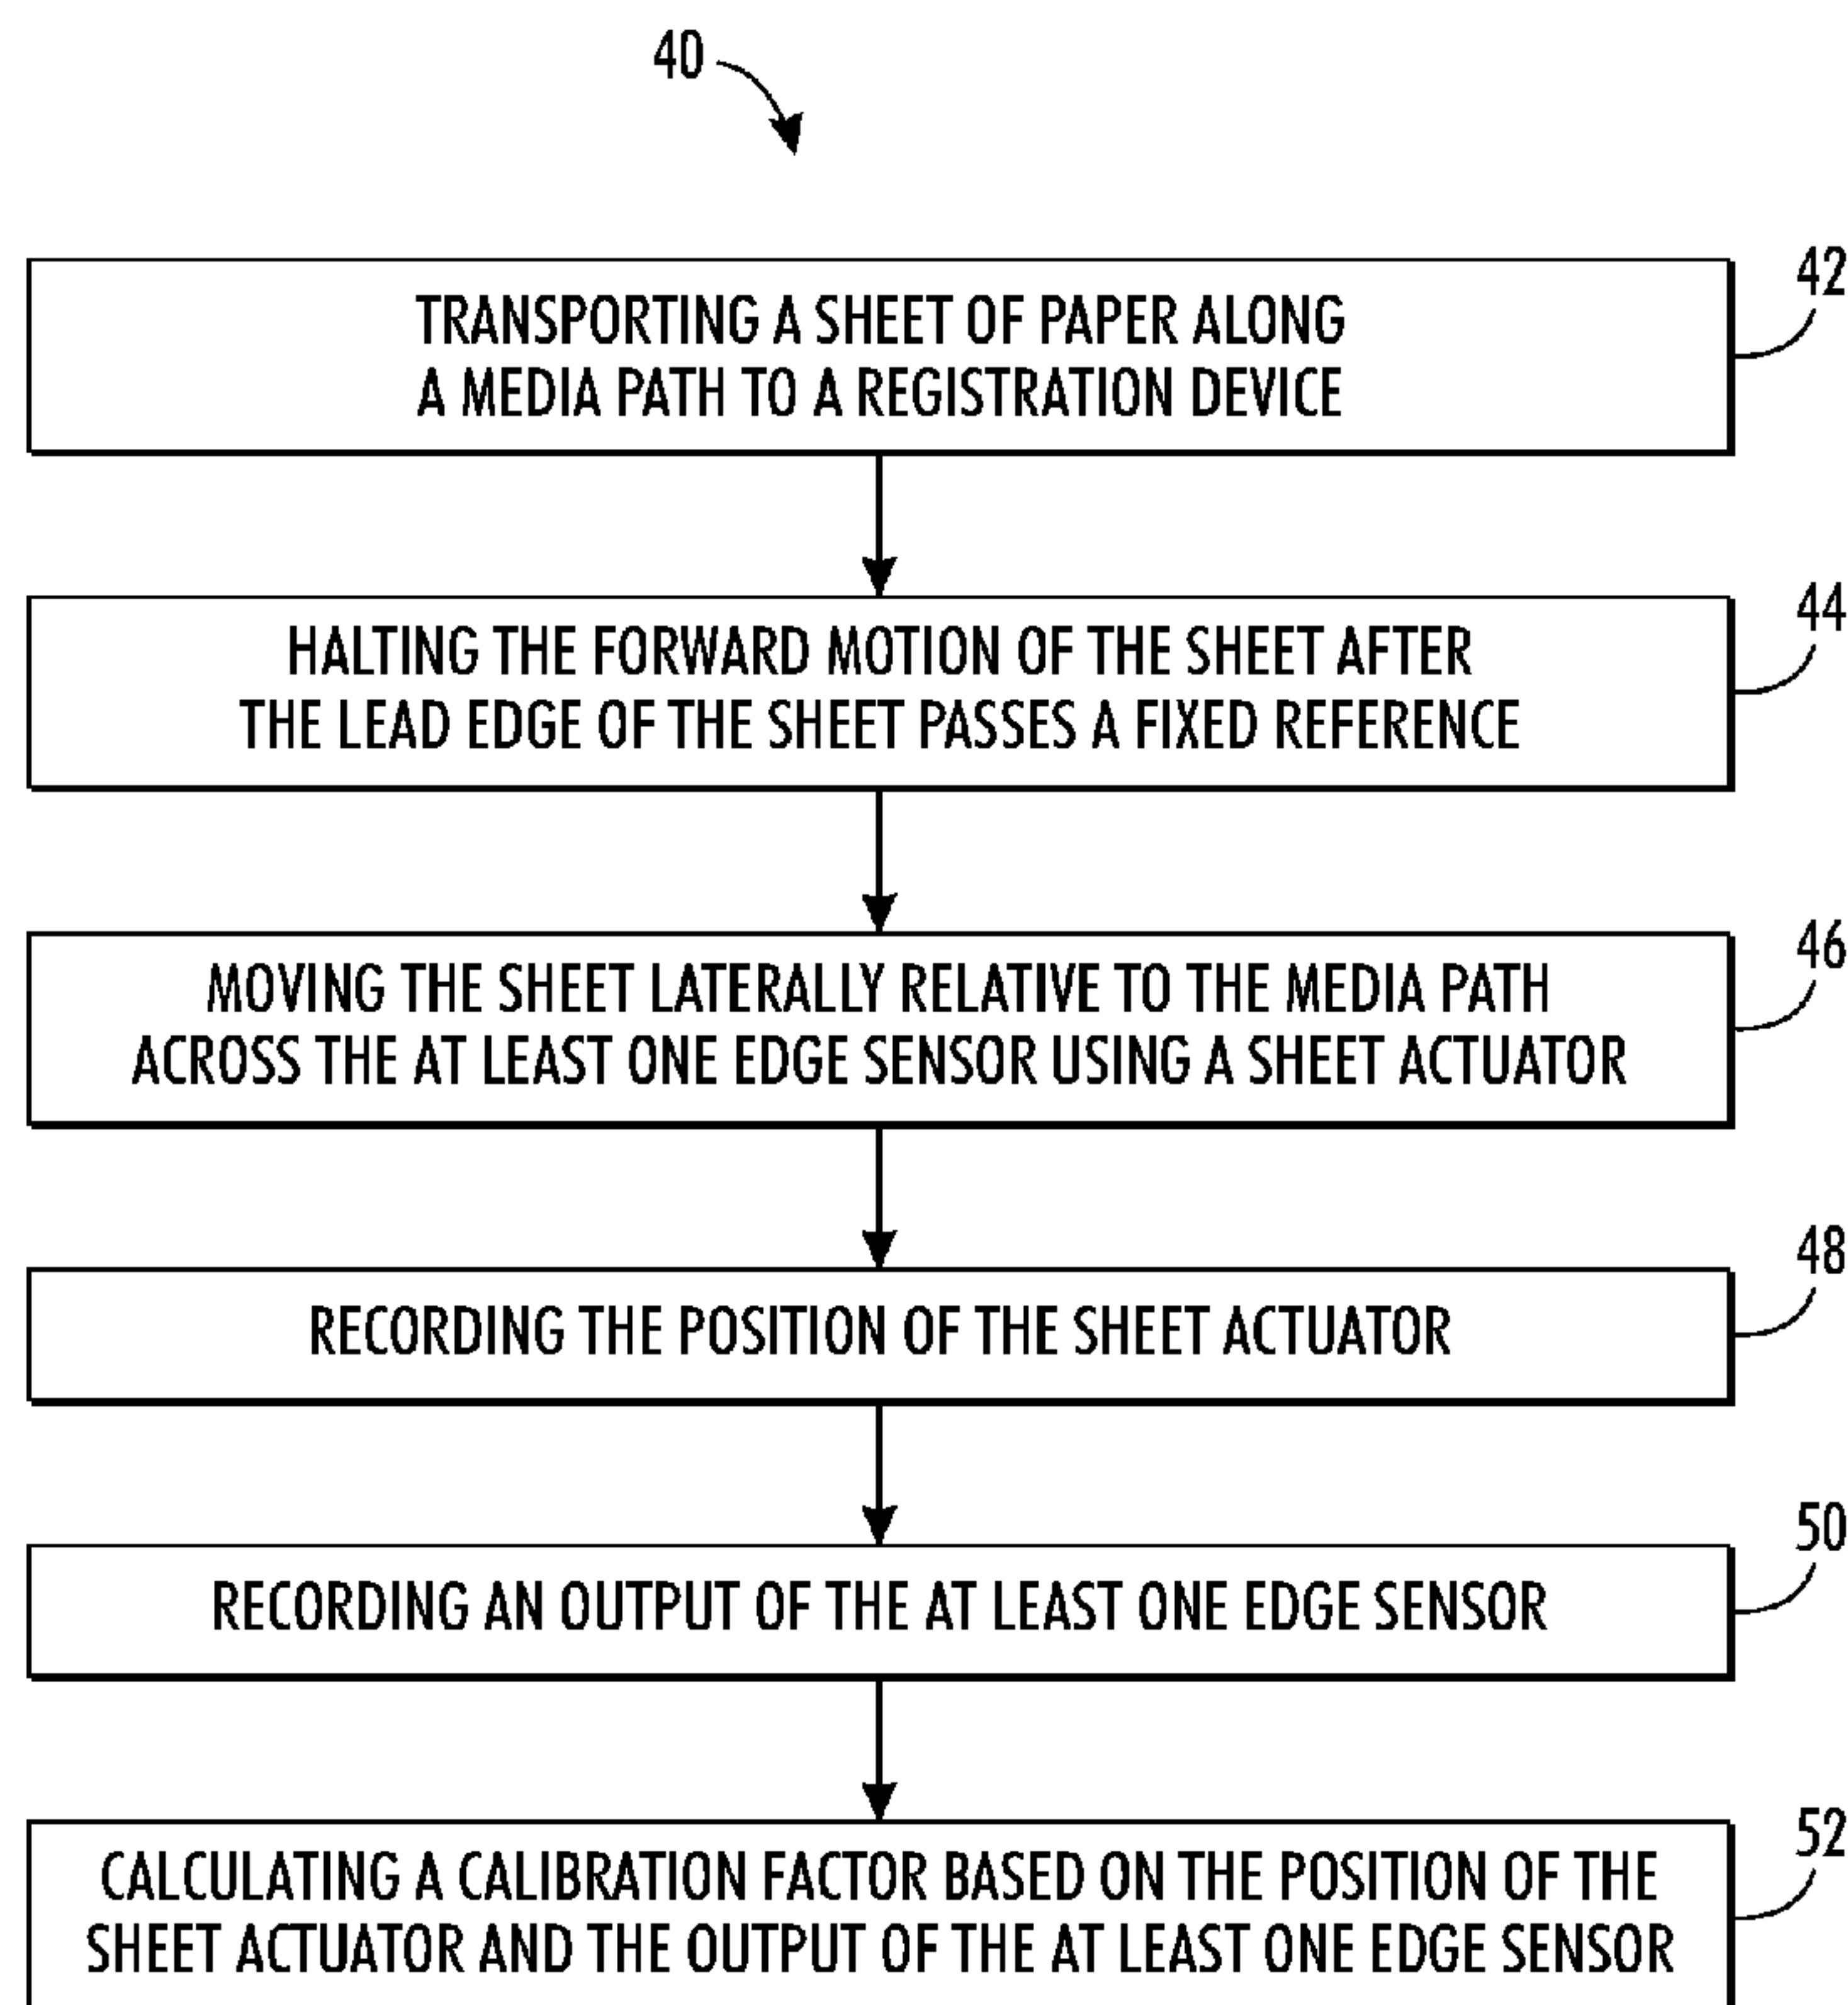 40
42
TRANSPORTING A SHEET OF PAPER ALONG
A MEDIA PATH TO A REGISTRATION DEVICE
44
HALTING THE FORWARD MOTION OF THE SHEET AFTER
THE LEAD EDGE OF THE SHEET PASSES A FIXED REFERENCE
46
MOVING THE SHEET LATERALLY RELATIVE TO THE MEDIA PATH
ACROSS THE AT LEAST ONE EDGE SENSOR USING A SHEET ACTUATOR
48
RECORDING THE POSITION OF THE SHEET ACTUATOR
50
RECORDING AN OUTPUT OF THE AT LEAST ONE EDGE SENSOR
52
CALCULATING A CALIBRATION FACTOR BASED ON THE POSITION OF THE
SHEET ACTUATOR AND THE OUTPUT OF THE AT LEAST ONE EDGE SENSOR